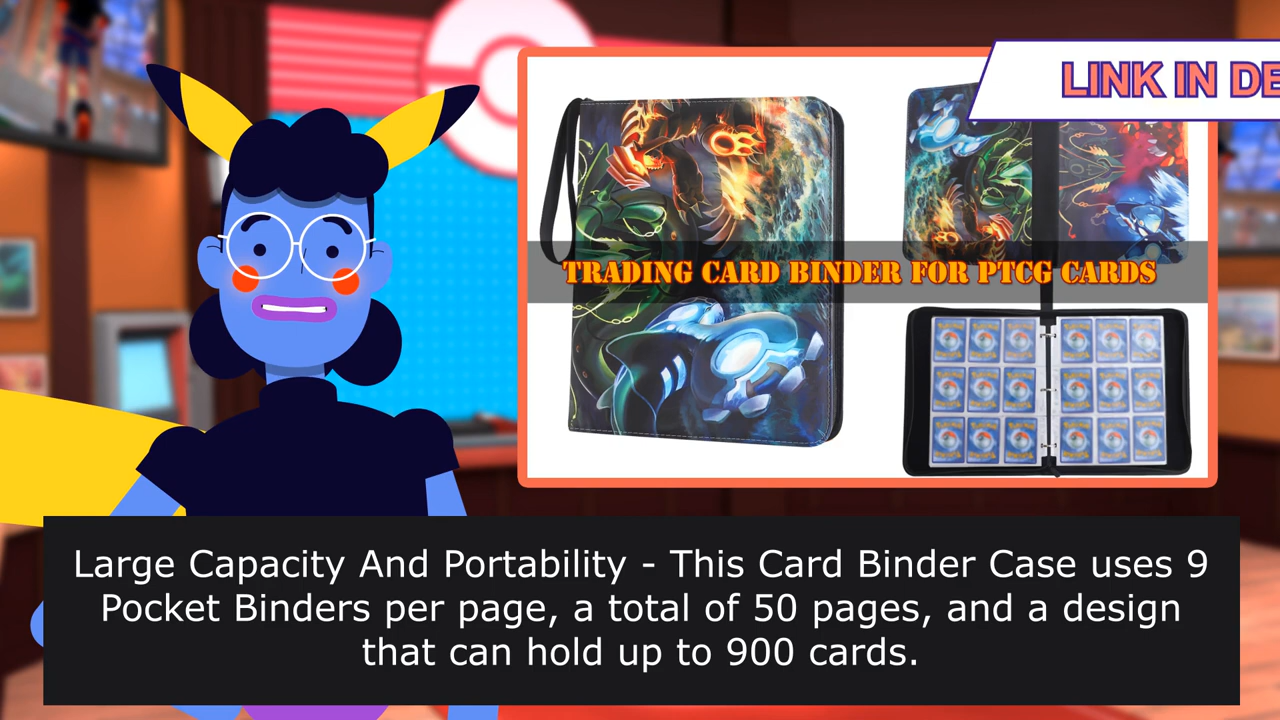 LINK IN DE
TRADING CARD BINDER FOR PTCG CARDS
Large Capacity And Portability - This Card Binder Case uses 9
Pocket Binders per page, a total of 50 pages, and a design
that can hold up to 900 cards.